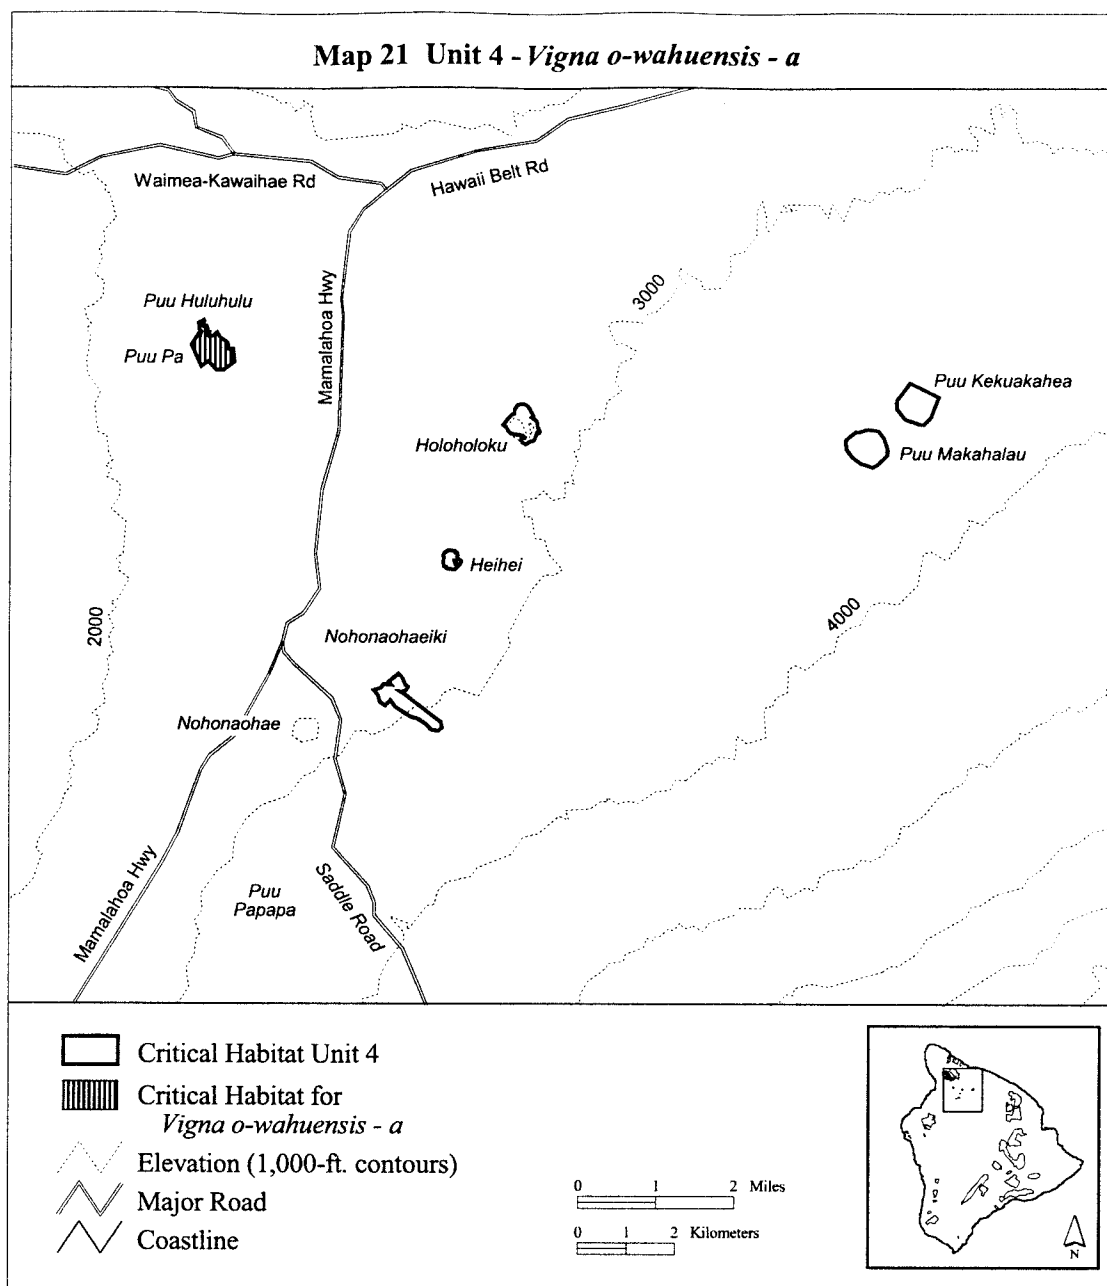 Map 21 Unit 4 - Vigna o-wahuensis - a
Waimea-Kawaihae Rd
Hawaii Belt Rd
Mamalahoa Hwy
3000
Puu Huluhulu
Puu Pa
Puu Kekuakahea
Holoholoku
Puu Makahalau
Heihei
2000
4000
Nohonaohaeiki
Nohonaohae
Mamalahoa Hwy
Saddle Road
Puu
Papapa
Critical Habitat Unit 4
Critical Habitat for
Vigna o-wahuensis - a
Elevation (1,000-ft. contours)
Major Road
Coastline
0 1 2 Miles
0 1 2 Kilometers
N